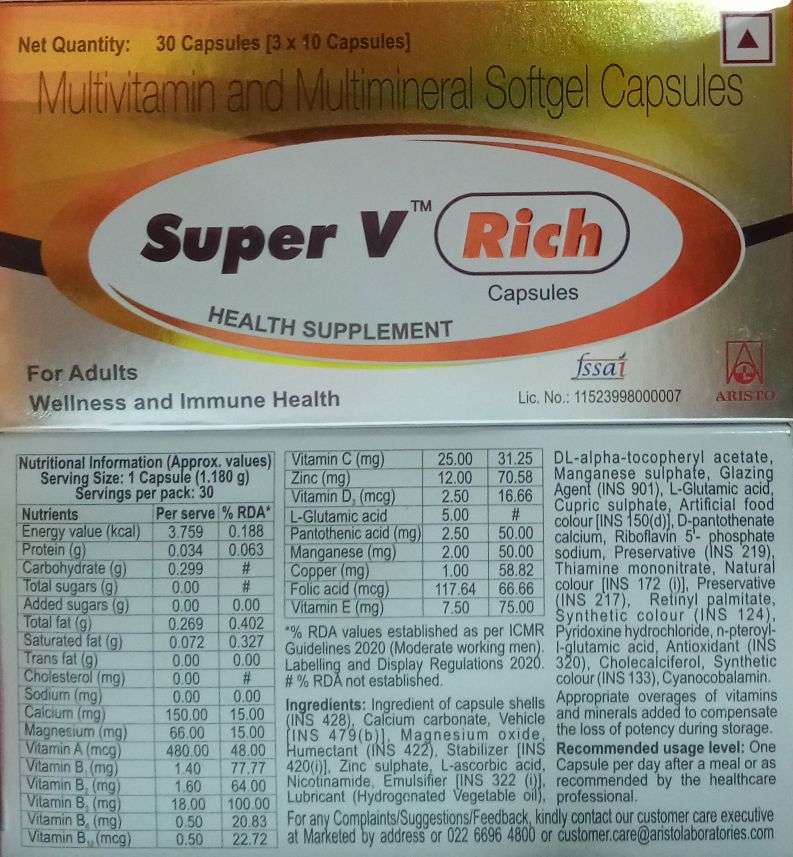 Net Quantity: 30 Capsules [3 x 10 Capsules]
Multivitamin and Multimineral Softgel Capsules
Super V™ Rich
Capsules
HEALTH SUPPLEMENT
For Adults
Wellness and Immune Health
fssai
Lic. No.: 11523998000007
ARISTO
Nutritional Information (Approx. values)
Serving Size: 1 Capsule (1.180 g)
Servings per pack: 30
Nutrients Per serve % RDA*
Energy value (kcal) 3.759 0.188
Protein (g) 0.034 0.063
Carbohydrate (g) 0.299 #
Total sugars (g) 0.00 #
Added sugars (g) 0.00 0.00
Total fat (g) 0.269 0.402
Saturated fat (g) 0.072 0.327
Trans fat (g) 0.00 0.00
Cholesterol (mg) 0.00 #
Sodium (mg) 0.00 0.00
Calcium (mg) 150.00 15.00
Magnesium (mg) 66.00 15.00
Vitamin A (mcg) 480.00 48.00
Vitamin B₁ (mg) 1.40 77.77
Vitamin B₂ (mg) 1.60 64.00
Vitamin B₃ (mg) 18.00 100.00
Vitamin B₆ (mg) 0.50 20.83
Vitamin B₁₂ (mcg) 0.50 22.72
Vitamin C (mg) 25.00 31.25
Zinc (mg) 12.00 70.58
Vitamin D₃ (mcg) 2.50 16.66
L-Glutamic acid 5.00 #
Pantothenic acid (mg) 2.50 50.00
Manganese (mg) 2.00 50.00
Copper (mg) 1.00 58.82
Folic acid (mcg) 117.64 66.66
Vitamin E (mg) 7.50 75.00
*% RDA values established as per ICMR
Guidelines 2020 (Moderate working men).
Labelling and Display Regulations 2020.
# % RDA not established.
Ingredients: Ingredient of capsule shells
(INS 428), Calcium carbonate, Vehicle
[INS 479(b)], Magnesium oxide,
Humectant (INS 422), Stabilizer [INS
420(i)], Zinc sulphate, L-ascorbic acid,
Nicotinamide, Emulsifier [INS 322 (i)],
Lubricant (Hydrogonated Vegetable oil),
DL-alpha-tocopheryl acetate,
Manganese sulphate, Glazing
Agent (INS 901), L-Glutamic acid,
Cupric sulphate, Artificial food
colour [INS 150(d)], D-pantothenate
calcium, Riboflavin 5'- phosphate
sodium, Preservative (INS 219),
Thiamine mononitrate, Natural
colour [INS 172 (i)], Preservative
(INS 217), Retinyl palmitate,
Synthetic colour (INS 124),
Pyridoxine hydrochloride, n-pteroyl-
l-glutamic acid, Antioxidant (INS
320), Cholecalciferol, Synthetic
colour (INS 133), Cyanocobalamin.
Appropriate overages of vitamins
and minerals added to compensate
the loss of potency during storage.
Recommended usage level: One
Capsule per day after a meal or as
recommended by the healthcare
professional.
For any Complaints/Suggestions/Feedback, kindly contact our customer care executive
at Marketed by address or 022 6696 4800 or customer.care@aristolaboratories.com